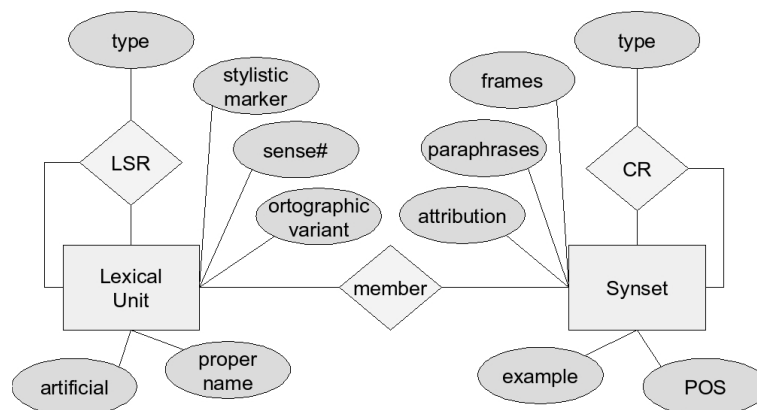 type
type
stylistic
marker
frames
sense#
paraphrases
LSR
CR
ortographic
variant
attribution
Lexical
Unit
member
Synset
artificial
proper
name
example
POS